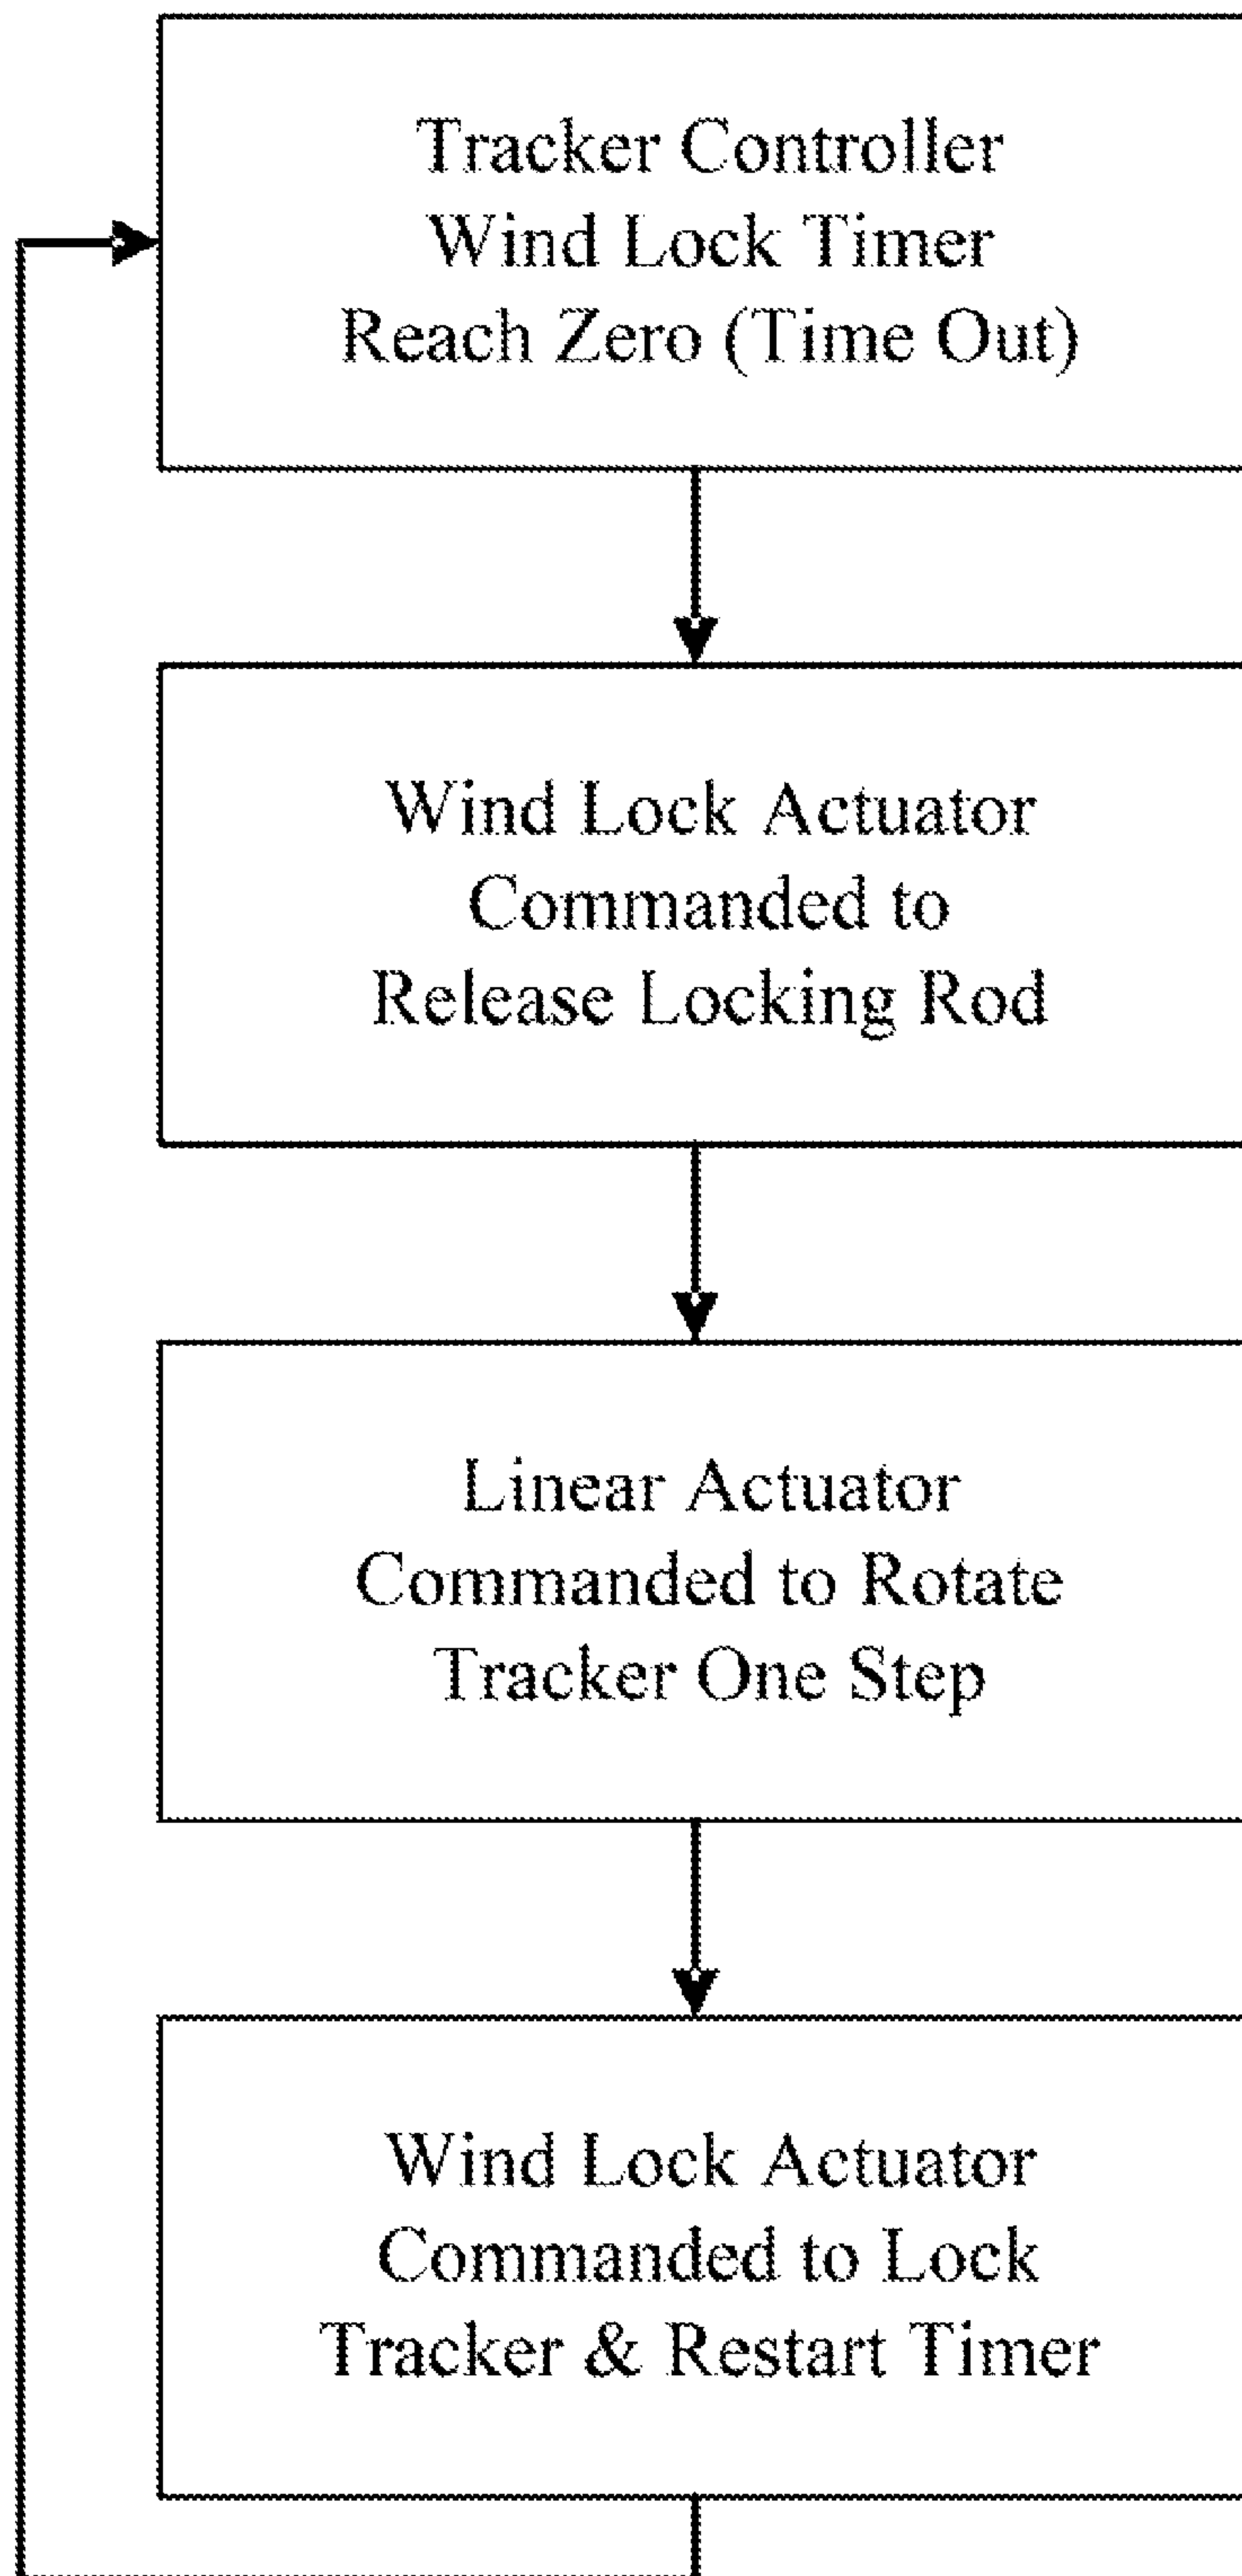 Tracker Controller
Wind Lock Timer
Reach Zero (Time Out)
Wind Lock Actuator
Commanded to
Release Locking Rod
Linear Actuator
Commanded to Rotate
Tracker One Step
Wind Lock Actuator
Commanded to Lock
Tracker & Restart Timer